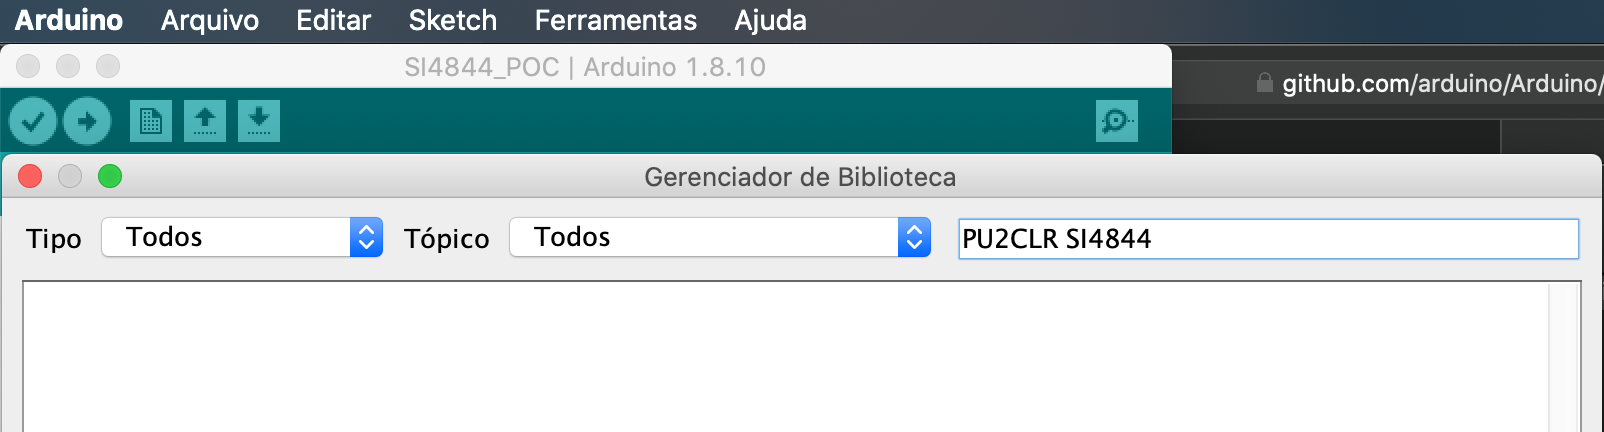 Arduino Arquivo Editar Sketch Ferramentas Ajuda
SI4844_POC | Arduino 1.8.10
github.com/arduino/Arduino/
Gerenciador de Biblioteca
Tipo Todos Tópico Todos PU2CLR SI4844